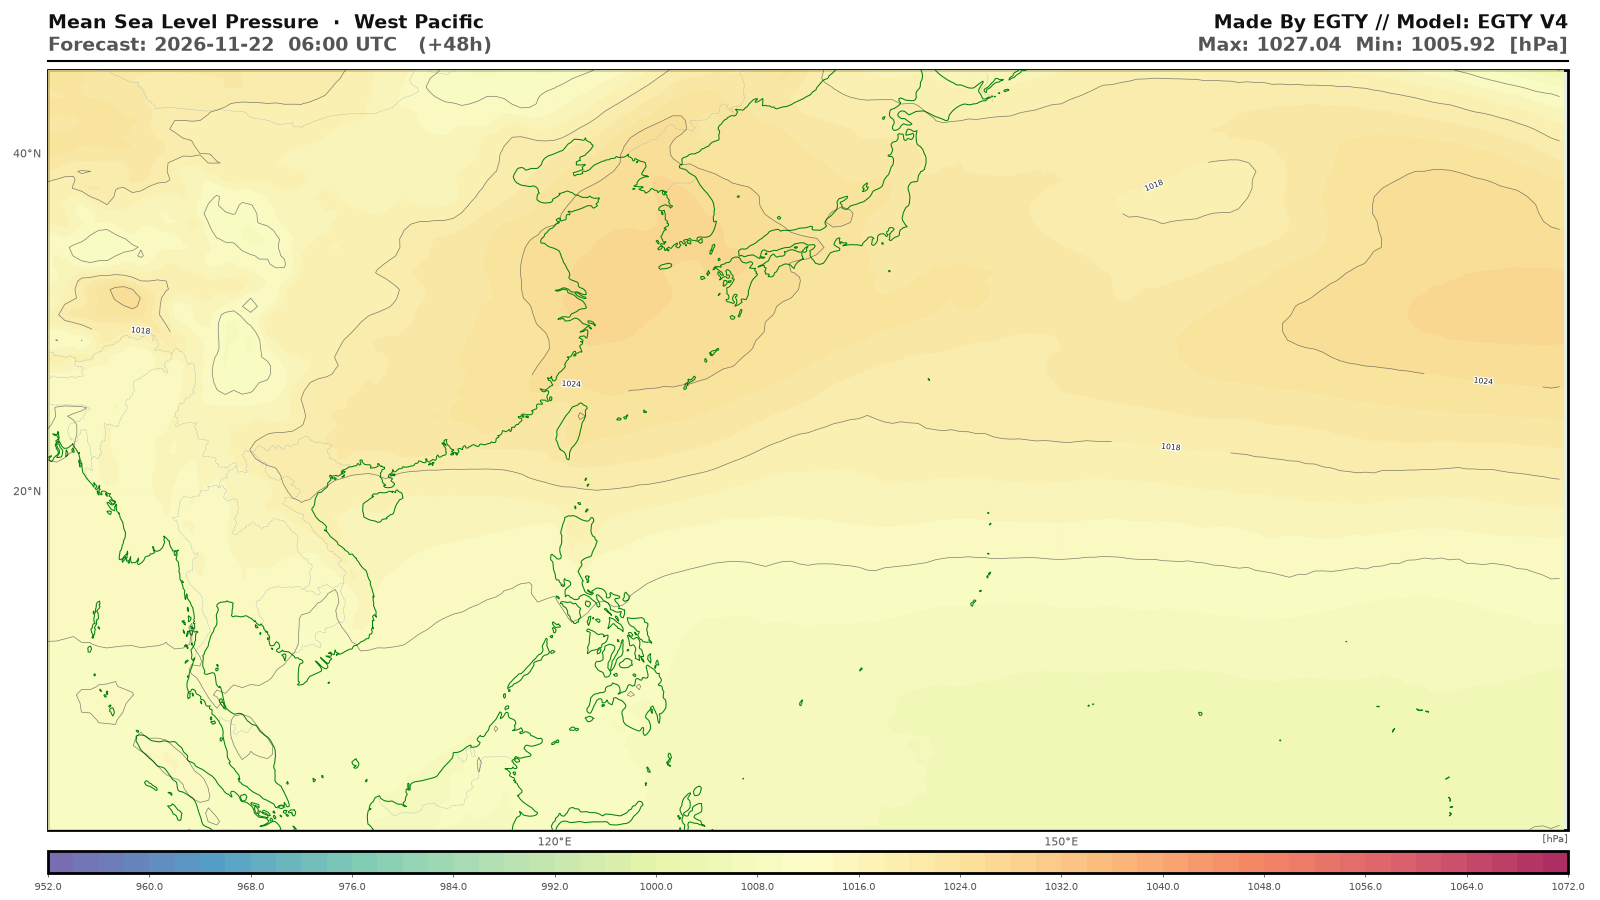 Mean Sea Level Pressure · West Pacific
Made By EGTY // Model: EGTY V4
Forecast: 2026-11-22 06:00 UTC (+48h)
Max: 1027.04 Min: 1005.92 [hPa]
40°N
1018
1018
1024
1024
1018
20°N
120°E
150°E
[hPa]
952.0 960.0 968.0 976.0 984.0 992.0 1000.0 1008.0 1016.0 1024.0 1032.0 1040.0 1048.0 1056.0 1064.0 1072.0